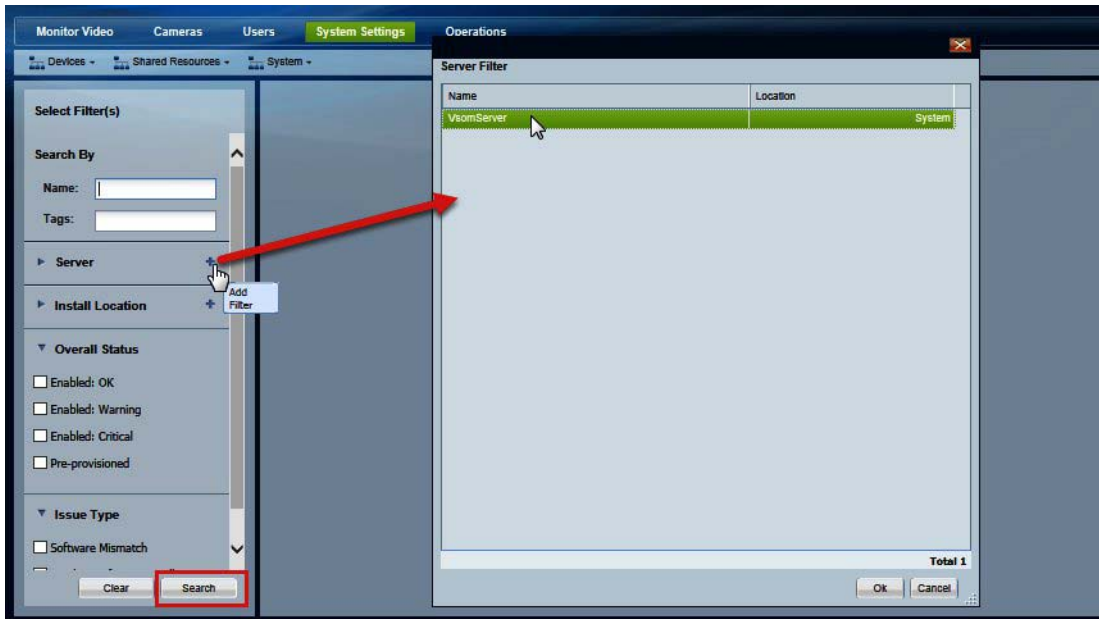 Monitor Video Cameras Users System Settings Operations
Devices Shared Resources System
Select Filter(s)
Search By
Name:
Tags:
Server
Add
Filter
Install Location
Overall Status
Enabled: OK
Enabled: Warning
Enabled: Critical
Pre-provisioned
Issue Type
Software Mismatch
Clear Search
Server Filter
Name Location
VsomServer System
Total 1
Ok Cancel